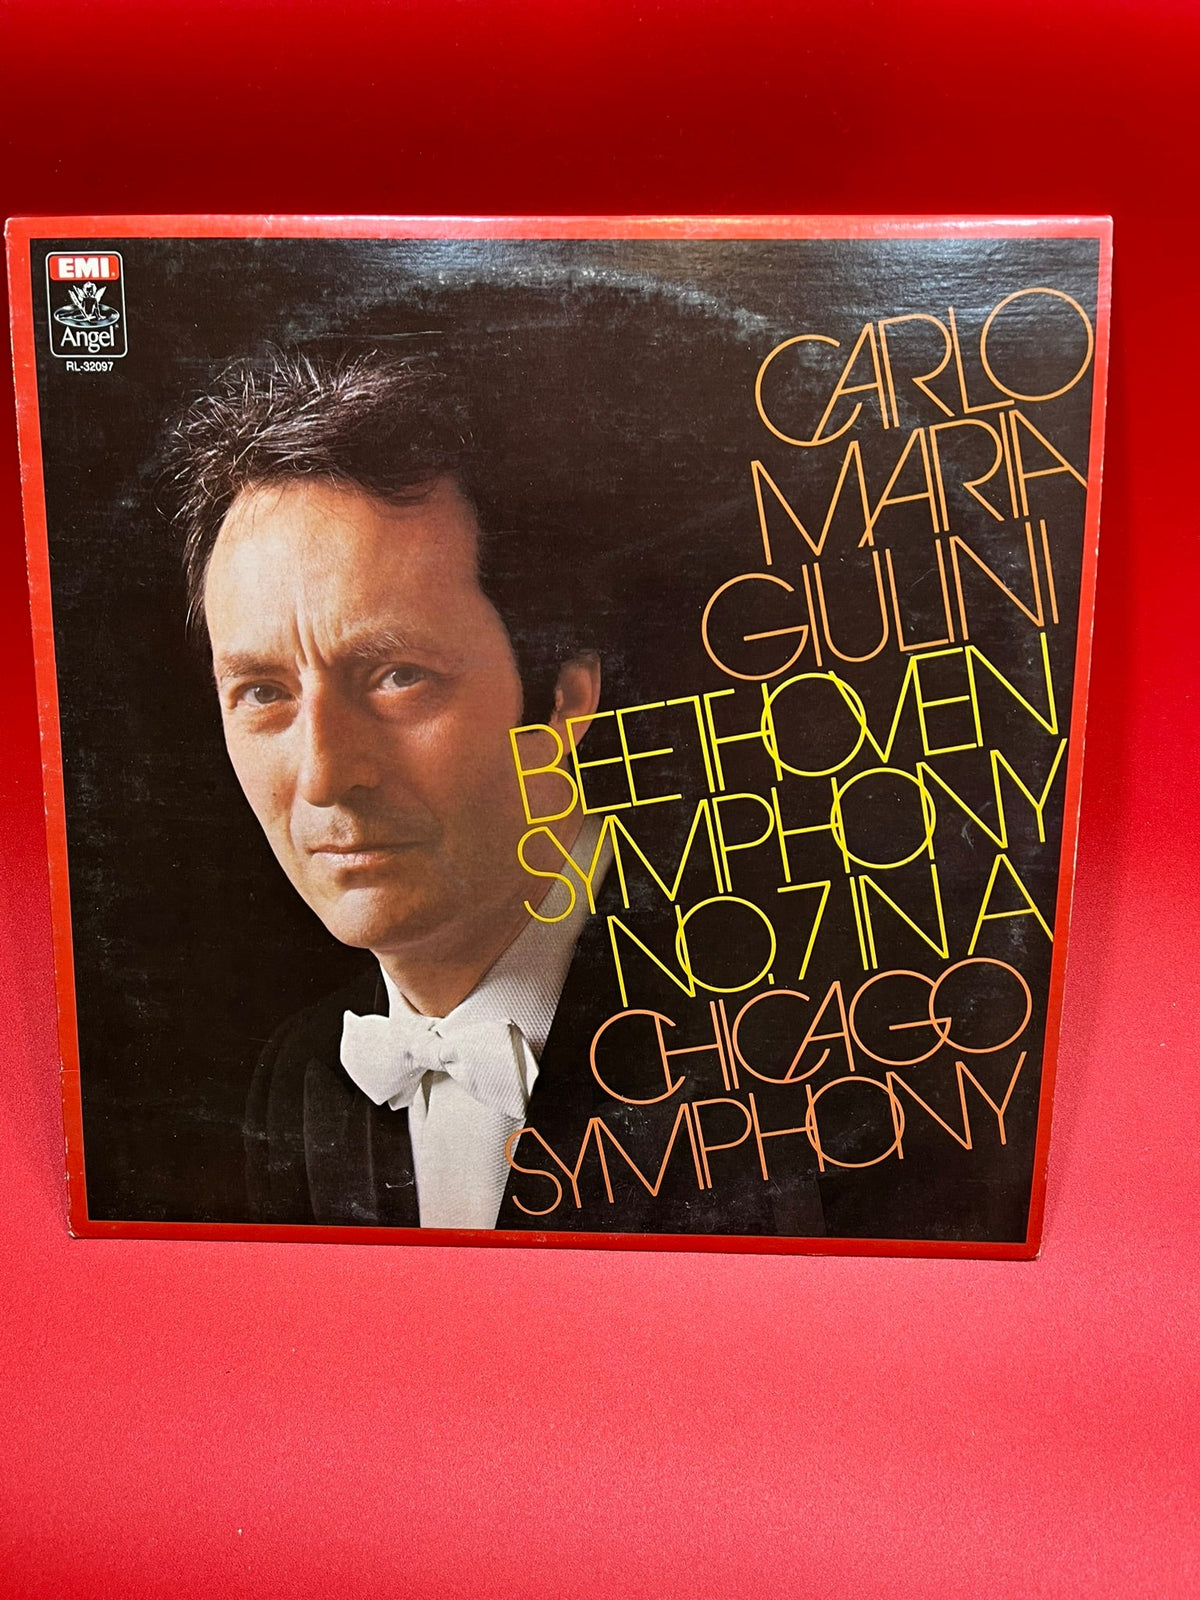 EMI
Angel
RL-32097
CARLO
MARIA
GIULINI
BEETHOVEN
SYMPHONY
NO. 7 IN A
CHICAGO
SYMPHONY